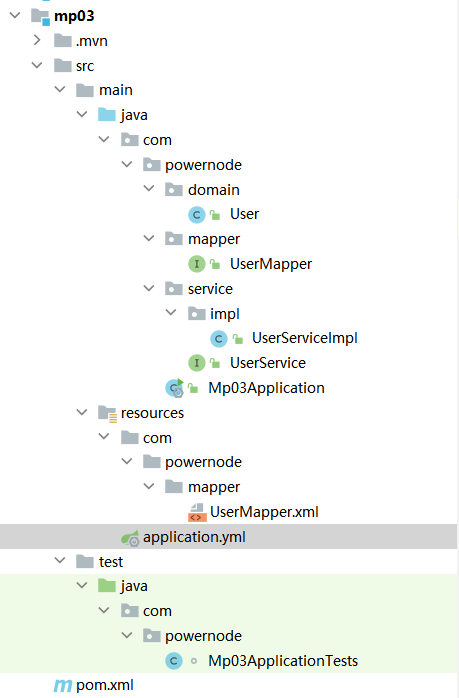 mp03
.mvn
src
main
java
com
powernode
domain
C User
mapper
I UserMapper
service
impl
C UserServiceImpl
I UserService
C Mp03Application
resources
com
powernode
mapper
<> UserMapper.xml
application.yml
test
java
com
powernode
C Mp03ApplicationTests
m pom.xml